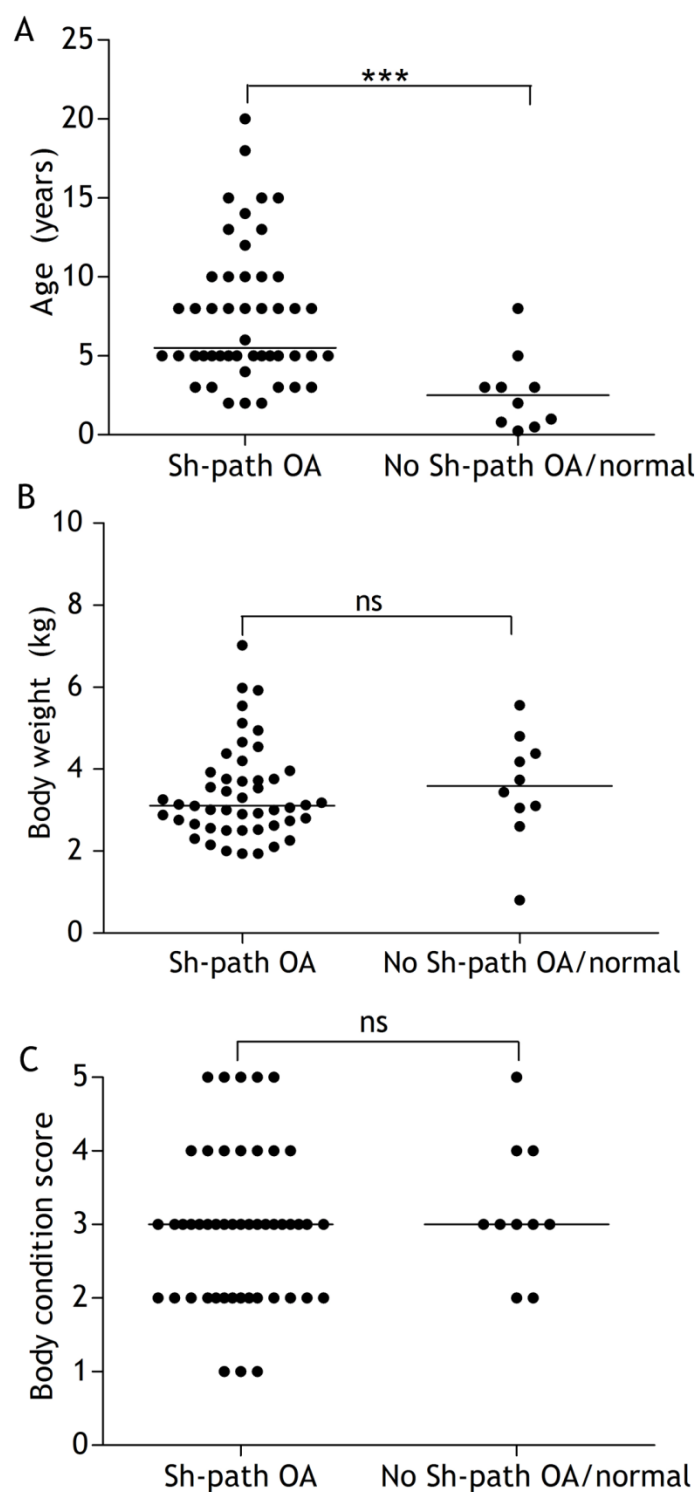 A
25
20
15
10
5
0
Age (years)
***
Sh-path OA
No Sh-path OA/normal
B
10
8
6
4
2
0
Body weight (kg)
ns
Sh-path OA
No Sh-path OA/normal
C
5
4
3
2
1
0
Body condition score
ns
Sh-path OA
No Sh-path OA/normal